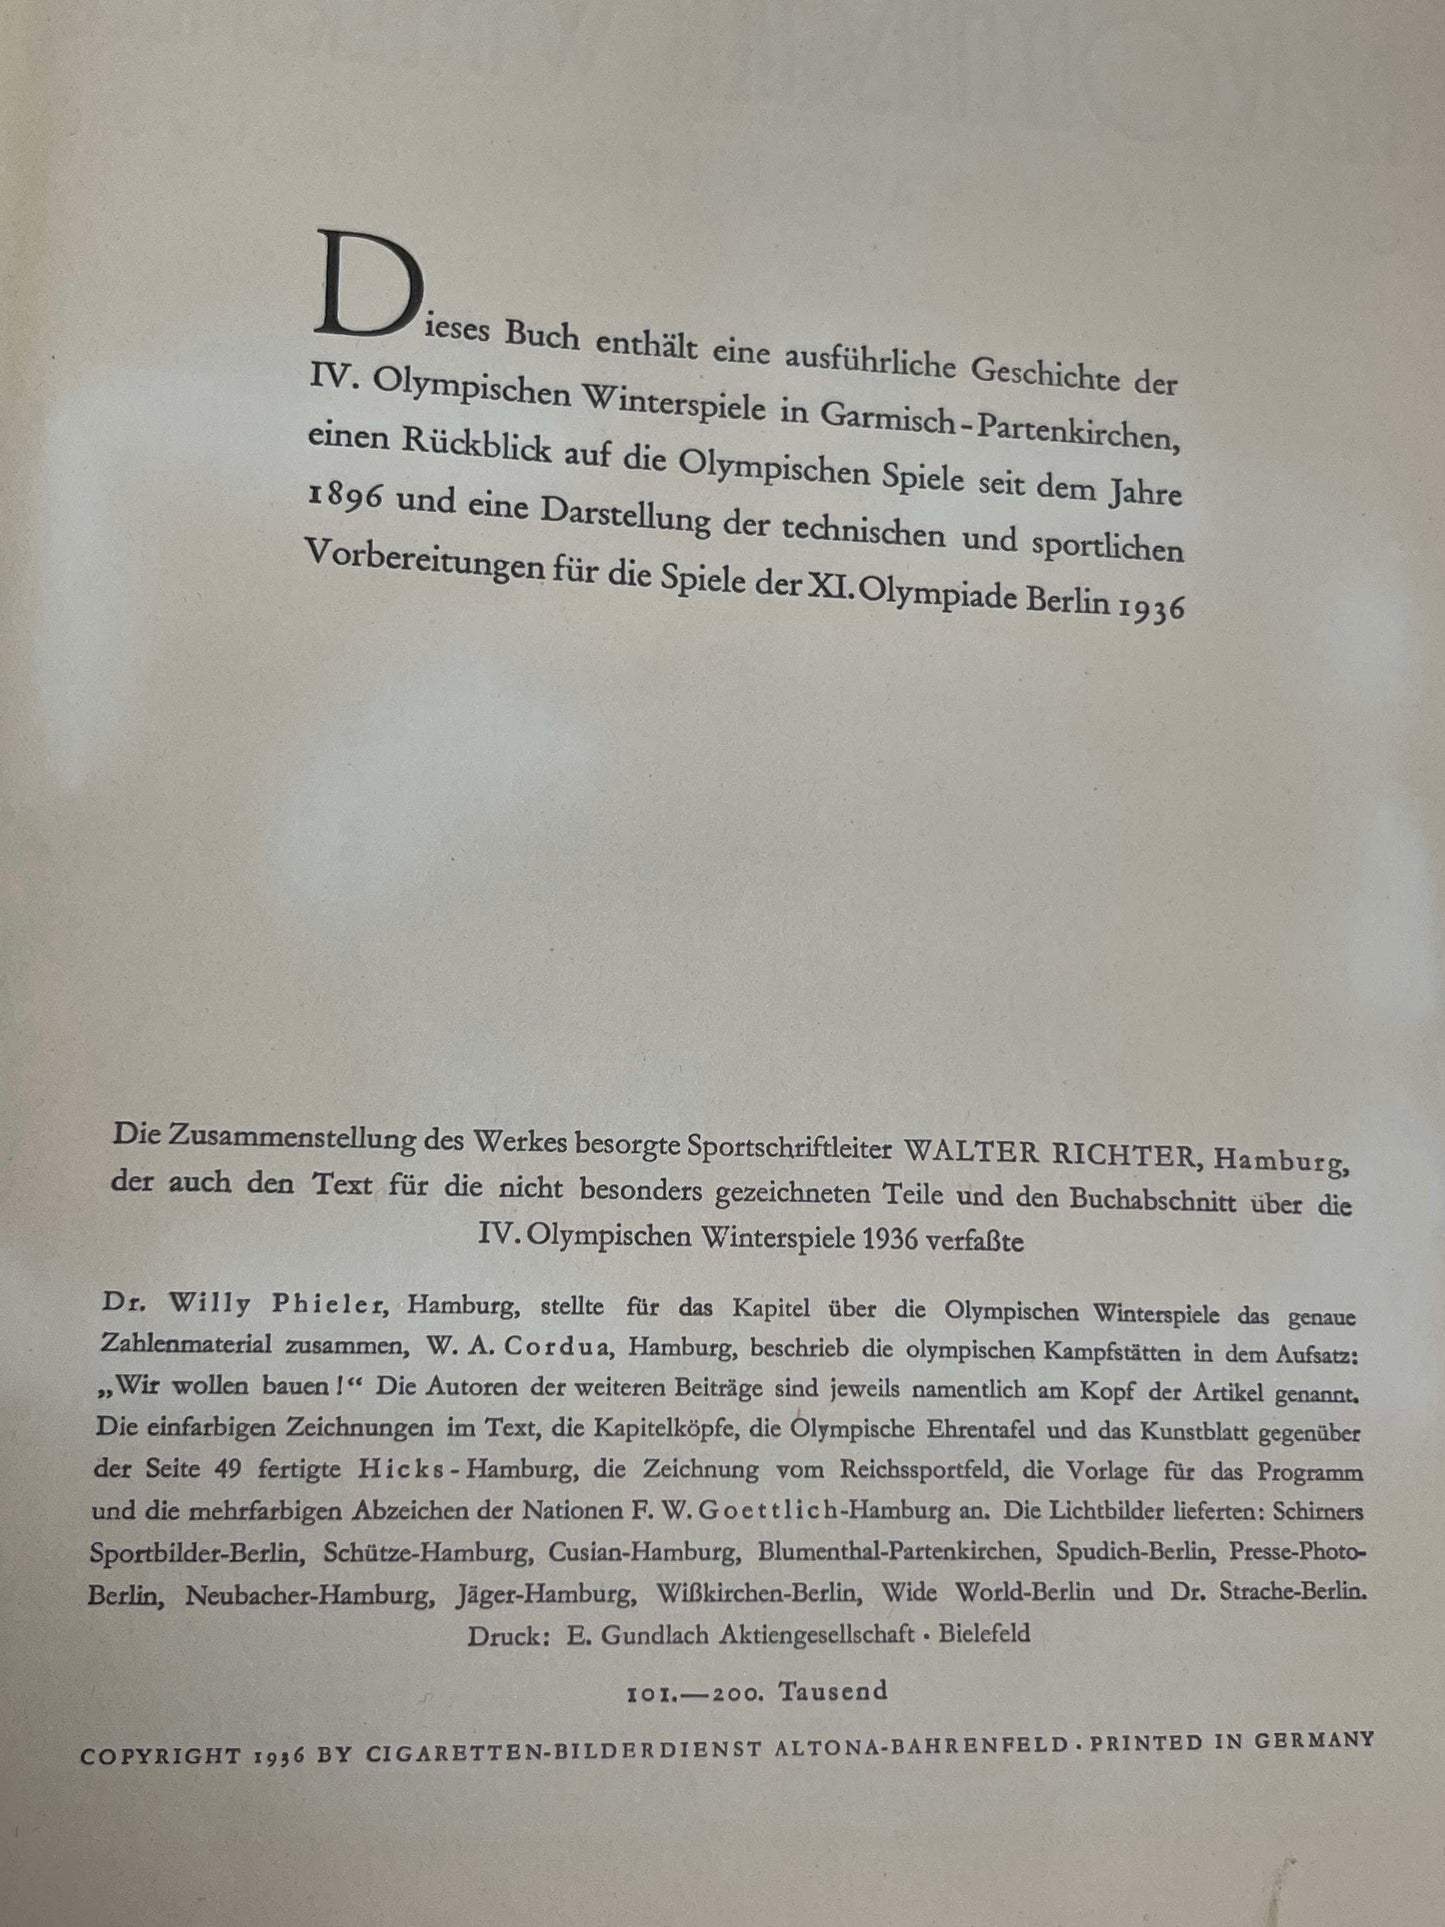 Dieses Buch enthält eine ausführliche Geschichte der
IV. Olympischen Winterspiele in Garmisch-Partenkirchen,
einen Rückblick auf die Olympischen Spiele seit dem Jahre
1896 und eine Darstellung der technischen und sportlichen
Vorbereitungen für die Spiele der XI. Olympiade Berlin 1936
Die Zusammenstellung des Werkes besorgte Sportschriftleiter WALTER RICHTER, Hamburg,
der auch den Text für die nicht besonders gezeichneten Teile und den Buchabschnitt über die
IV. Olympischen Winterspiele 1936 verfaßte
Dr. Willy Phieler, Hamburg, stellte für das Kapitel über die Olympischen Winterspiele das genaue
Zahlenmaterial zusammen, W. A. Cordua, Hamburg, beschrieb die olympischen Kampfstätten in dem Aufsatz:
„Wir wollen bauen!“ Die Autoren der weiteren Beiträge sind jeweils namentlich am Kopf der Artikel genannt.
Die einfarbigen Zeichnungen im Text, die Kapitelköpfe, die Olympische Ehrentafel und das Kunstblatt gegenüber
der Seite 49 fertigte Hicks-Hamburg, die Zeichnung vom Reichssportfeld, die Vorlage für das Programm
und die mehrfarbigen Abzeichen der Nationen F. W. Goettlich-Hamburg an. Die Lichtbilder lieferten: Schirners
Sportbilder-Berlin, Schütze-Hamburg, Cusian-Hamburg, Blumenthal-Partenkirchen, Spudich-Berlin, Presse-Photo-
Berlin, Neubacher-Hamburg, Jäger-Hamburg, Wißkirchen-Berlin, Wide World-Berlin und Dr. Strache-Berlin.
Druck: E. Gundlach Aktiengesellschaft · Bielefeld
101.—200. Tausend
COPYRIGHT 1936 BY CIGARETTEN-BILDERDIENST ALTONA-BAHRENFELD · PRINTED IN GERMANY